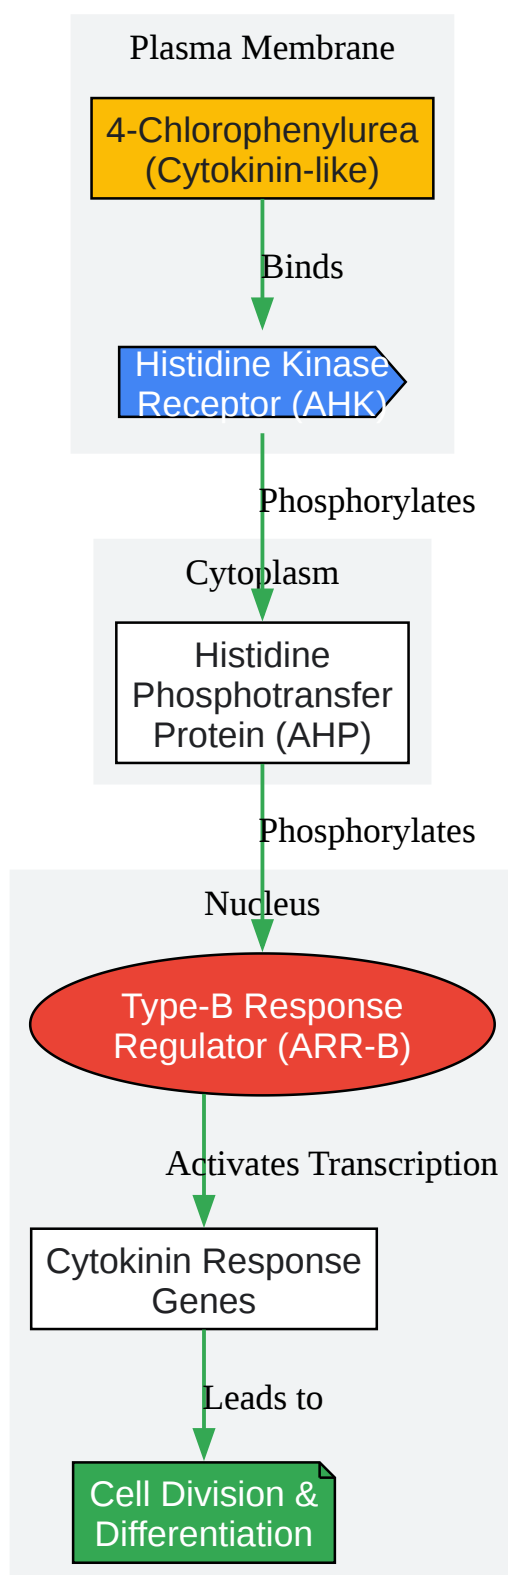 Plasma Membrane
4-Chlorophenylurea
(Cytokinin-like)
Binds
Histidine Kinase
Receptor (AHK)
Phosphorylates
Cytoplasm
Histidine
Phosphotransfer
Protein (AHP)
Phosphorylates
Nucleus
Type-B Response
Regulator (ARR-B)
Activates Transcription
Cytokinin Response
Genes
Leads to
Cell Division &
Differentiation